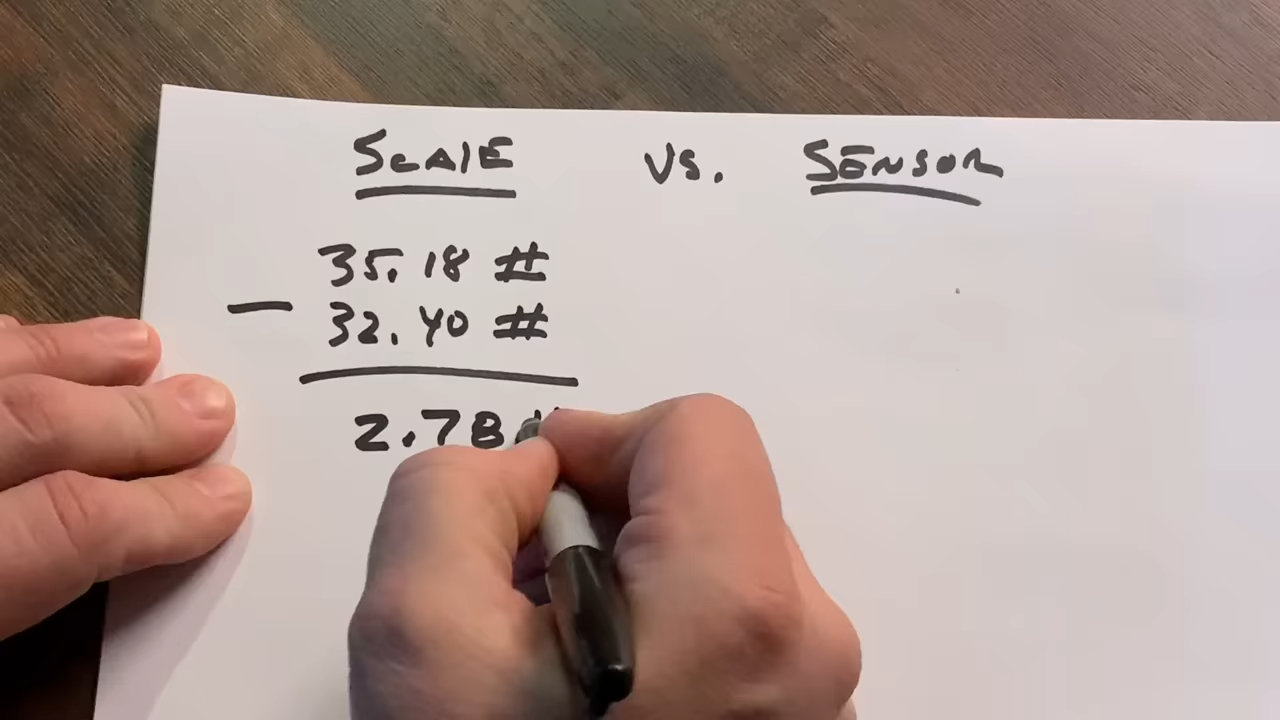 SCALE VS. SENSOR
35.18 #
— 32.40 #
2.78 #